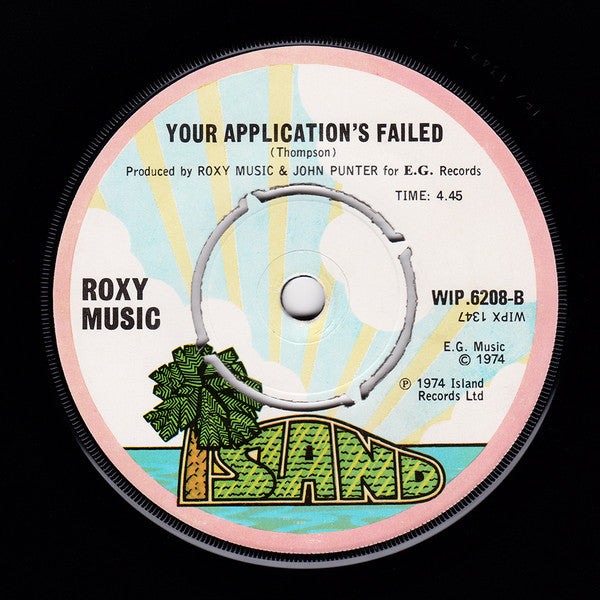 YOUR APPLICATION'S FAILED
(Thompson)
Produced by ROXY MUSIC & JOHN PUNTER for E.G. Records
TIME: 4.45
ROXY
MUSIC
WIP.6208-B
WIPX 1347
E.G. Music
© 1974
℗ 1974 Island
Records Ltd
ISLAND